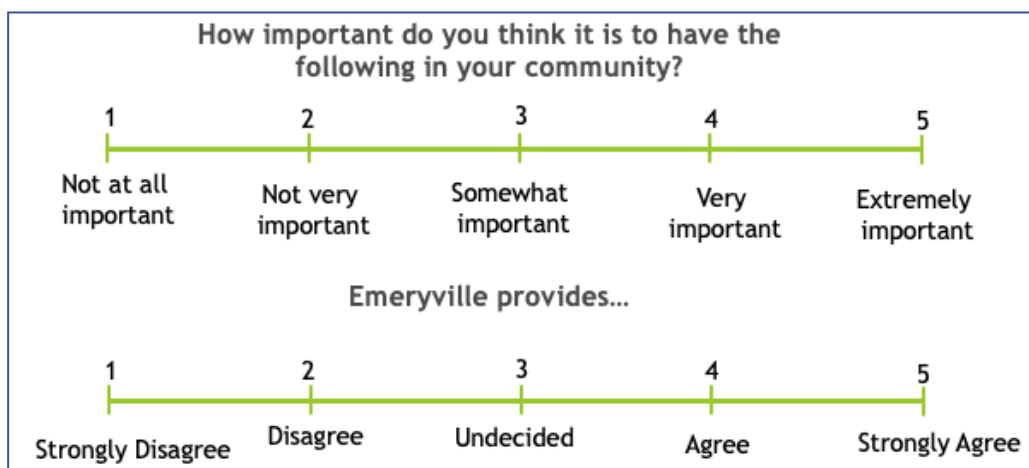 How important do you think it is to have the
following in your community?
1 2 3 4 5
Not at all important
Not very important
Somewhat important
Very important
Extremely important
Emeryville provides...
1 2 3 4 5
Strongly Disagree
Disagree
Undecided
Agree
Strongly Agree